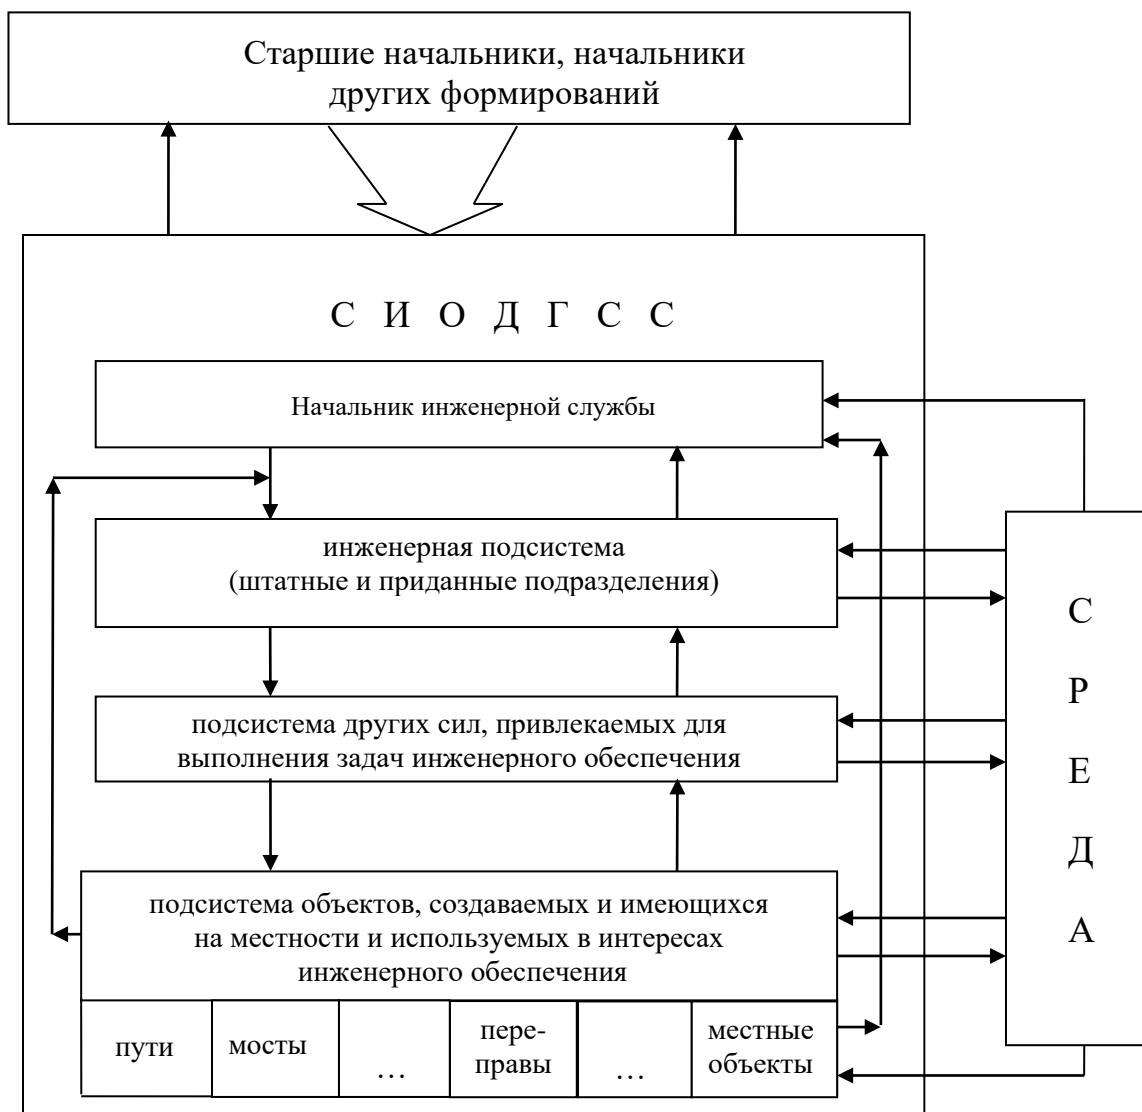 Старшие начальники, начальники
других формирований
С И О Д Г С С
Начальник инженерной службы
инженерная подсистема
(штатные и приданные подразделения)
подсистема других сил, привлекаемых для
выполнения задач инженерного обеспечения
подсистема объектов, создаваемых и имеющихся
на местности и используемых в интересах
инженерного обеспечения
пути
мосты
…
пере-
правы
…
местные
объекты
С
Р
Е
Д
А